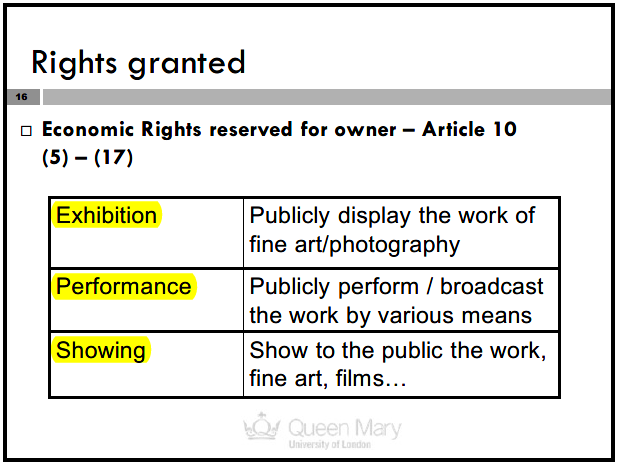 Rights granted
16
Economic Rights reserved for owner – Article 10
(5) – (17)
Exhibition
Publicly display the work of
fine art/photography
Performance
Publicly perform / broadcast
the work by various means
Showing
Show to the public the work,
fine art, films…
Queen Mary
University of London